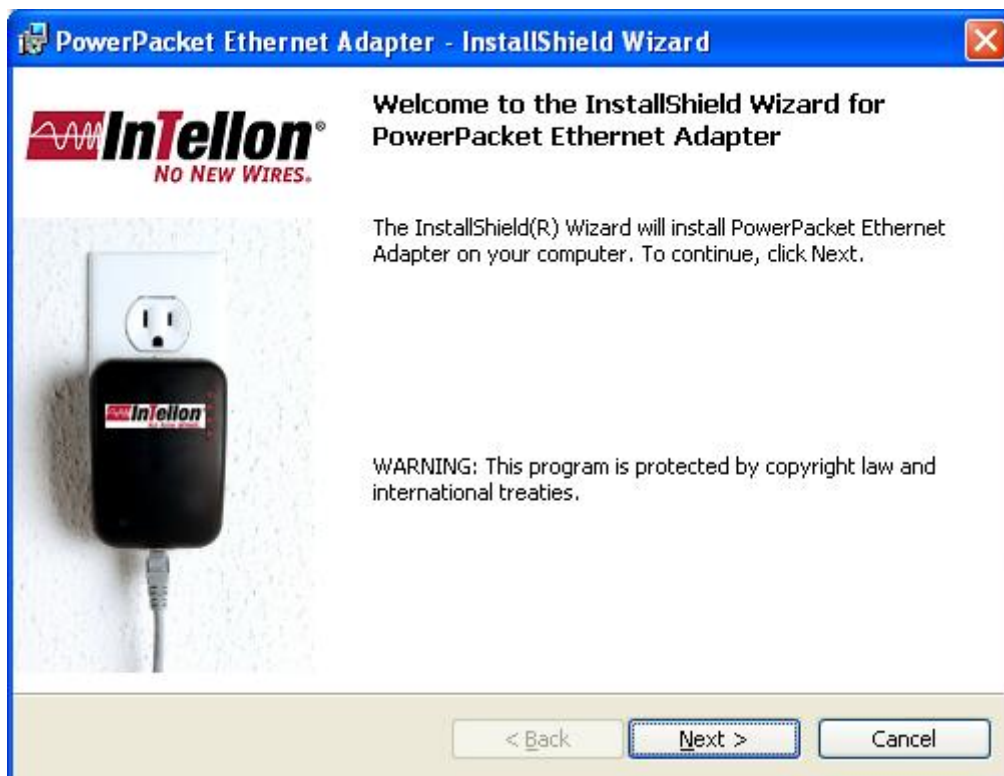 PowerPacket Ethernet Adapter - InstallShield Wizard
InTellon®
NO NEW WIRES.
Welcome to the InstallShield Wizard for
PowerPacket Ethernet Adapter
The InstallShield(R) Wizard will install PowerPacket Ethernet
Adapter on your computer. To continue, click Next.
InTellon
WARNING: This program is protected by copyright law and
international treaties.
< Back
Next >
Cancel